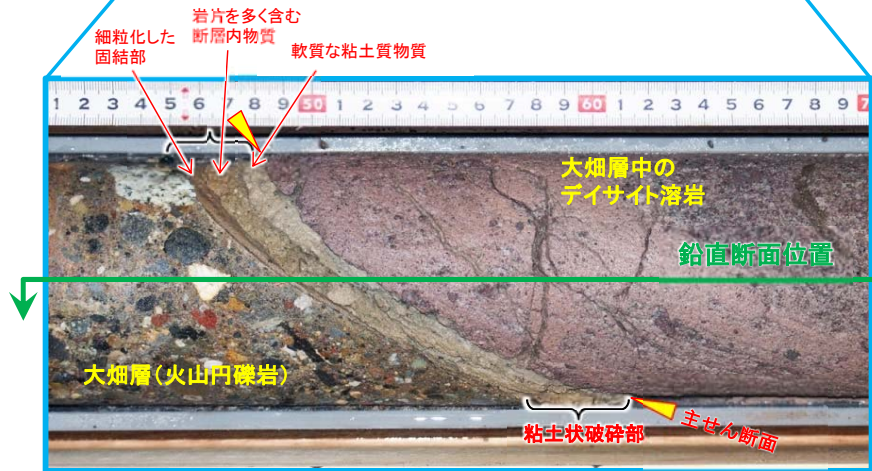 岩片を多く含む
断層内物質
細粒化した
固結部
軟質な粘土質物質
1 2 3 4 5 6 7 8 9 50 1 2 3 4 5 6 7 8 9 60 1 2 3 4 5 6 7 8 9 7
大畑層中の
デイサイト溶岩
鉛直断面位置
大畑層(火山円礫岩)
粘土状破砕部
主せん断面